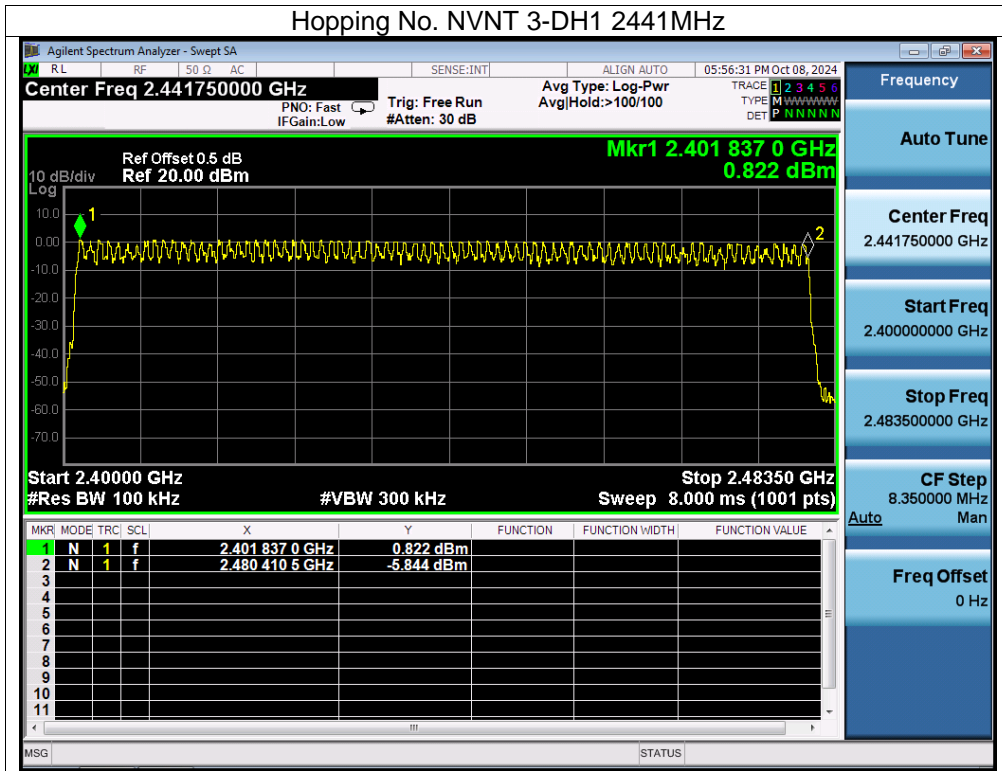 Hopping No. NVNT 3-DH1 2441MHz
Agilent Spectrum Analyzer - Swept SA
LXI RL RF 50 Ω AC SENSE:INT ALIGN AUTO 05:56:31 PM Oct 08, 2024
Center Freq 2.441750000 GHz
PNO: Fast
IFGain:Low
Trig: Free Run
#Atten: 30 dB
Avg Type: Log-Pwr
Avg|Hold:>100/100
TRACE 1 2 3 4 5 6
TYPE M WWWWW
DET P N N N N N
Mkr1 2.401 837 0 GHz
0.822 dBm
Ref Offset 0.5 dB
10 dB/div Ref 20.00 dBm
Log
10.0
0.00
-10.0
-20.0
-30.0
-40.0
-50.0
-60.0
-70.0
1
2
Start 2.40000 GHz Stop 2.48350 GHz
#Res BW 100 kHz #VBW 300 kHz Sweep 8.000 ms (1001 pts)
MKR MODE TRC SCL X Y FUNCTION FUNCTION WIDTH FUNCTION VALUE
1 N 1 f 2.401 837 0 GHz 0.822 dBm
2 N 1 f 2.480 410 5 GHz -5.844 dBm
3
4
5
6
7
8
9
10
11
MSG STATUS
Frequency
Auto Tune
Center Freq
2.441750000 GHz
Start Freq
2.400000000 GHz
Stop Freq
2.483500000 GHz
CF Step
8.350000 MHz
Auto Man
Freq Offset
0 Hz